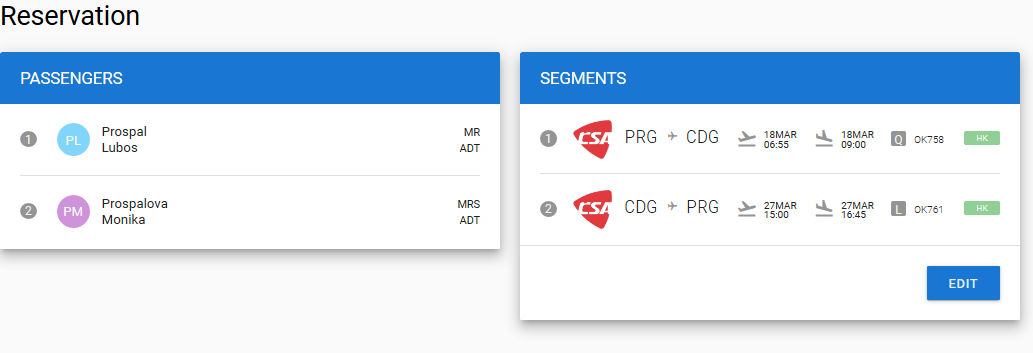 Reservation
PASSENGERS
1 PL Prospal MR
Lubos ADT
2 PM Prospalova MRS
Monika ADT
SEGMENTS
1 CSA PRG CDG 18MAR 18MAR Q OK758 HK
06:55 09:00
2 CSA CDG PRG 27MAR 27MAR L OK761 HK
15:00 16:45
EDIT